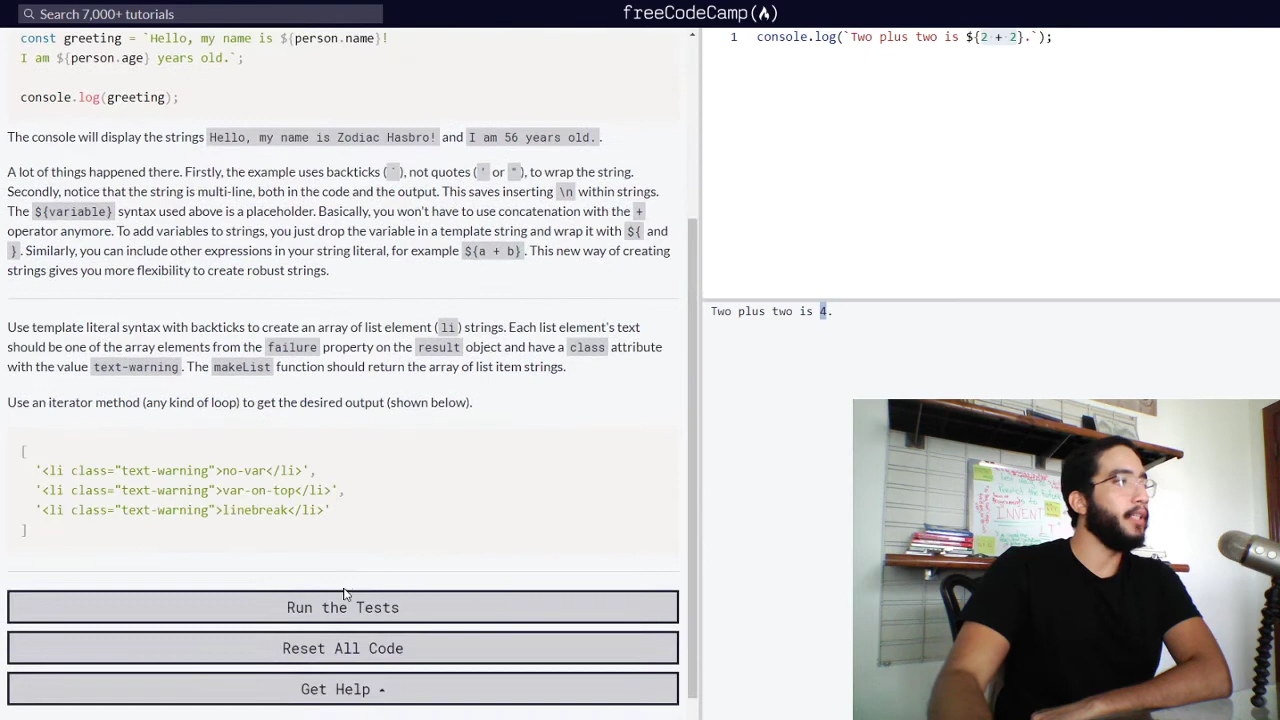 Search 7,000+ tutorials
freeCodeCamp
const greeting = `Hello, my name is ${person.name}!
I am ${person.age} years old.`;
console.log(greeting);
The console will display the strings Hello, my name is Zodiac Hasbro! and I am 56 years old..
A lot of things happened there. Firstly, the example uses backticks (`), not quotes (' or "), to wrap the string.
Secondly, notice that the string is multi-line, both in the code and the output. This saves inserting \n within strings.
The ${variable} syntax used above is a placeholder. Basically, you won't have to use concatenation with the +
operator anymore. To add variables to strings, you just drop the variable in a template string and wrap it with ${ and
}. Similarly, you can include other expressions in your string literal, for example ${a + b}. This new way of creating
strings gives you more flexibility to create robust strings.
Use template literal syntax with backticks to create an array of list element (li) strings. Each list element's text
should be one of the array elements from the failure property on the result object and have a class attribute
with the value text-warning. The makeList function should return the array of list item strings.
Use an iterator method (any kind of loop) to get the desired output (shown below).
[
'<li class="text-warning">no-var</li>',
'<li class="text-warning">var-on-top</li>',
'<li class="text-warning">linebreak</li>'
]
Run the Tests
Reset All Code
Get Help
1 console.log(`Two plus two is ${2 + 2}.`);
Two plus two is 4.
INVENT